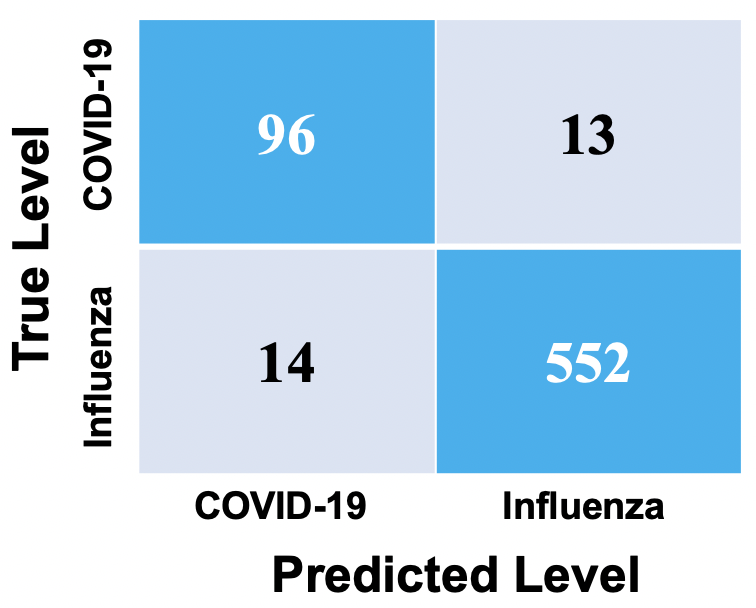 True Level
COVID-19
96
13
Influenza
14
552
COVID-19
Influenza
Predicted Level